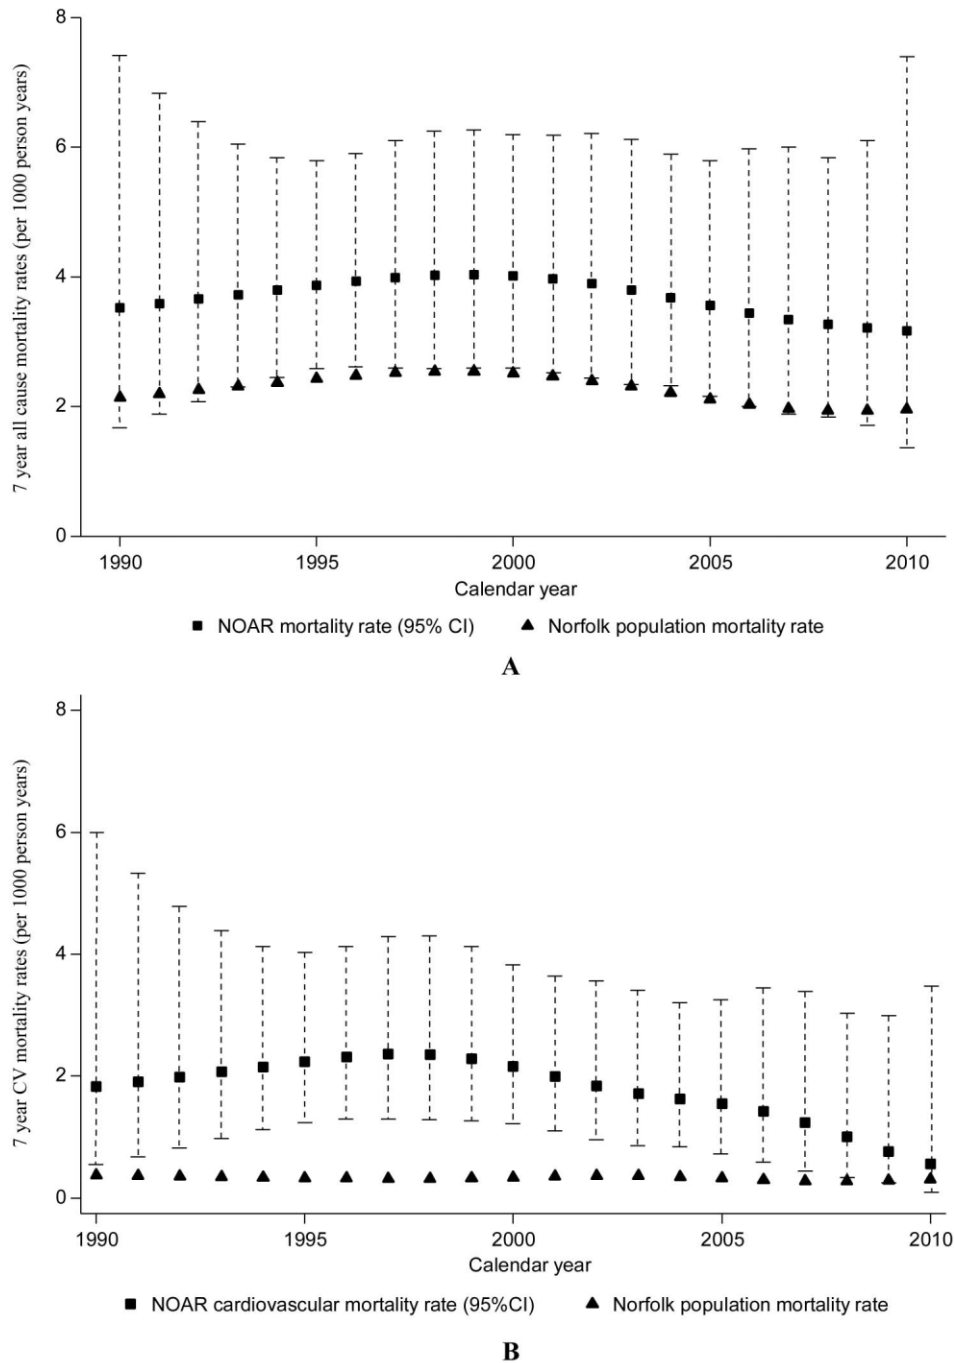 7 year all cause mortality rates (per 1000 person years)
8
6
4
2
0
1990 1995 2000 2005 2010
Calendar year
NOAR mortality rate (95% CI) Norfolk population mortality rate
A
7 year CV mortality rates (per 1000 person years)
8
6
4
2
0
1990 1995 2000 2005 2010
Calendar year
NOAR cardiovascular mortality rate (95%CI) Norfolk population mortality rate
B